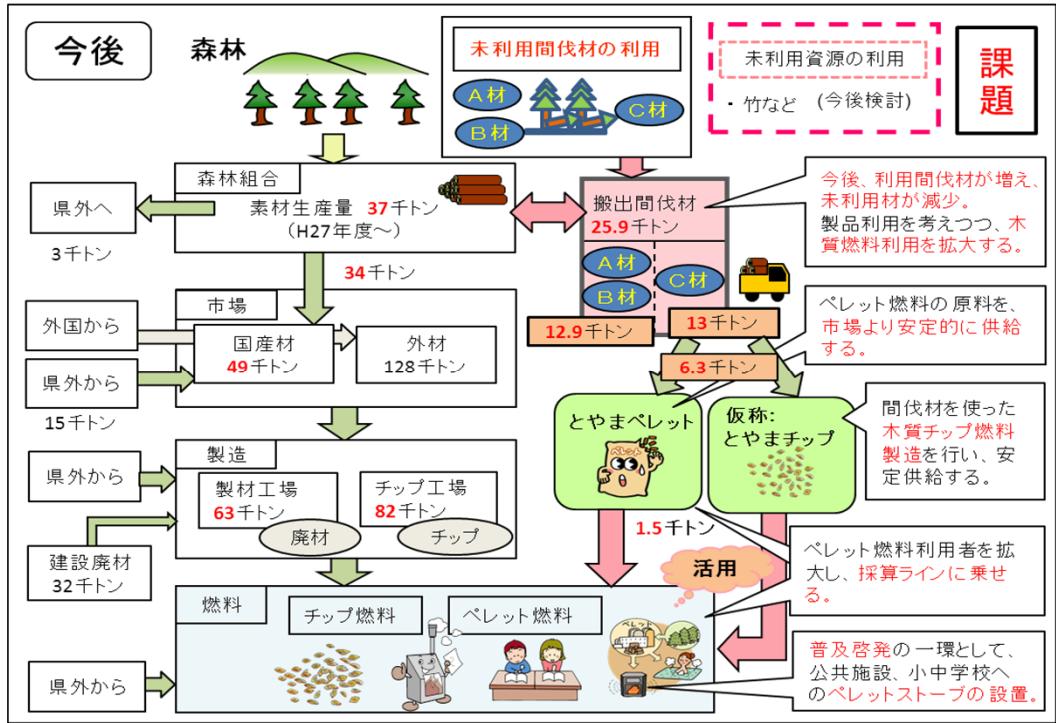 今後
森林
未利用間伐材の利用
A材
B材
C材
未利用資源の利用
・ 竹など (今後検討)
課題
森林組合
素材生産量 37千トン
(H27年度～)
県外へ
3千トン
34千トン
搬出間伐材
25.9千トン
A材
B材
C材
12.9千トン
13千トン
6.3千トン
今後、利用間伐材が増え、
未利用材が減少。
製品利用を考えつつ、木
質燃料利用を拡大する。
市場
外国から
国産材
49千トン
外材
128千トン
県外から
15千トン
ペレット燃料の原料を、
市場より安定的に供給
する。
とやまペレット
ペレット
仮称:
とやまチップ
間伐材を使った
木質チップ燃料
製造を行い、安
定供給する。
製造
県外から
製材工場
63千トン
廃材
チップ工場
82千トン
チップ
建設廃材
32千トン
1.5千トン
活用
ペレット燃料利用者を拡
大し、採算ラインに乗せ
る。
燃料
チップ燃料
ペレット燃料
ペレット
県外から
普及啓発の一環として、
公共施設、小中学校へ
のペレットストーブの設置。